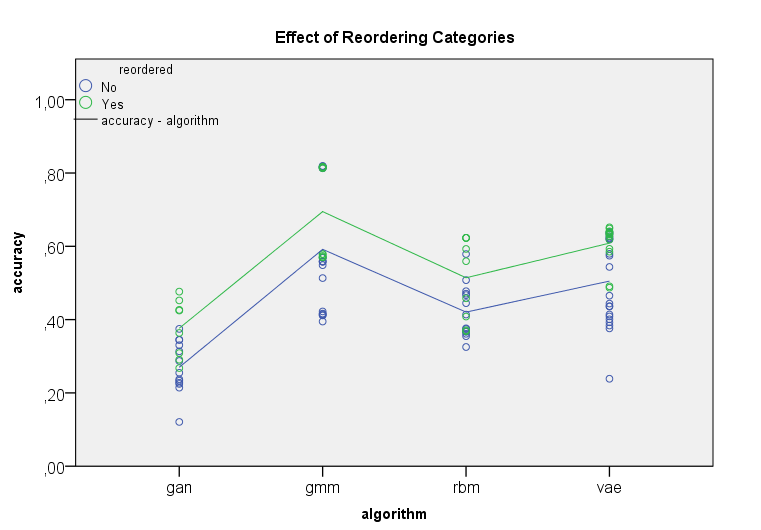 Effect of Reordering Categories
reordered
No
Yes
accuracy - algorithm
1,00
,80
,60
,40
,20
,00
accuracy
gan gmm rbm vae
algorithm